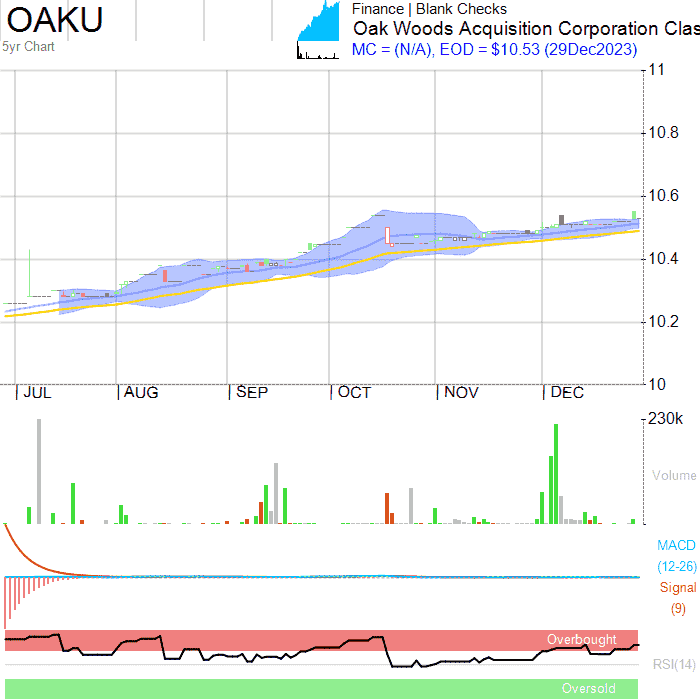 OAKU
5yr Chart
Finance | Blank Checks
Oak Woods Acquisition Corporation Clas
MC = (N/A), EOD = $10.53 (29Dec2023)
11
10.8
10.6
10.4
10.2
10
JUL AUG SEP OCT NOV DEC
230k
Volume
MACD
(12-26)
Signal
(9)
Overbought
RSI(14)
Oversold